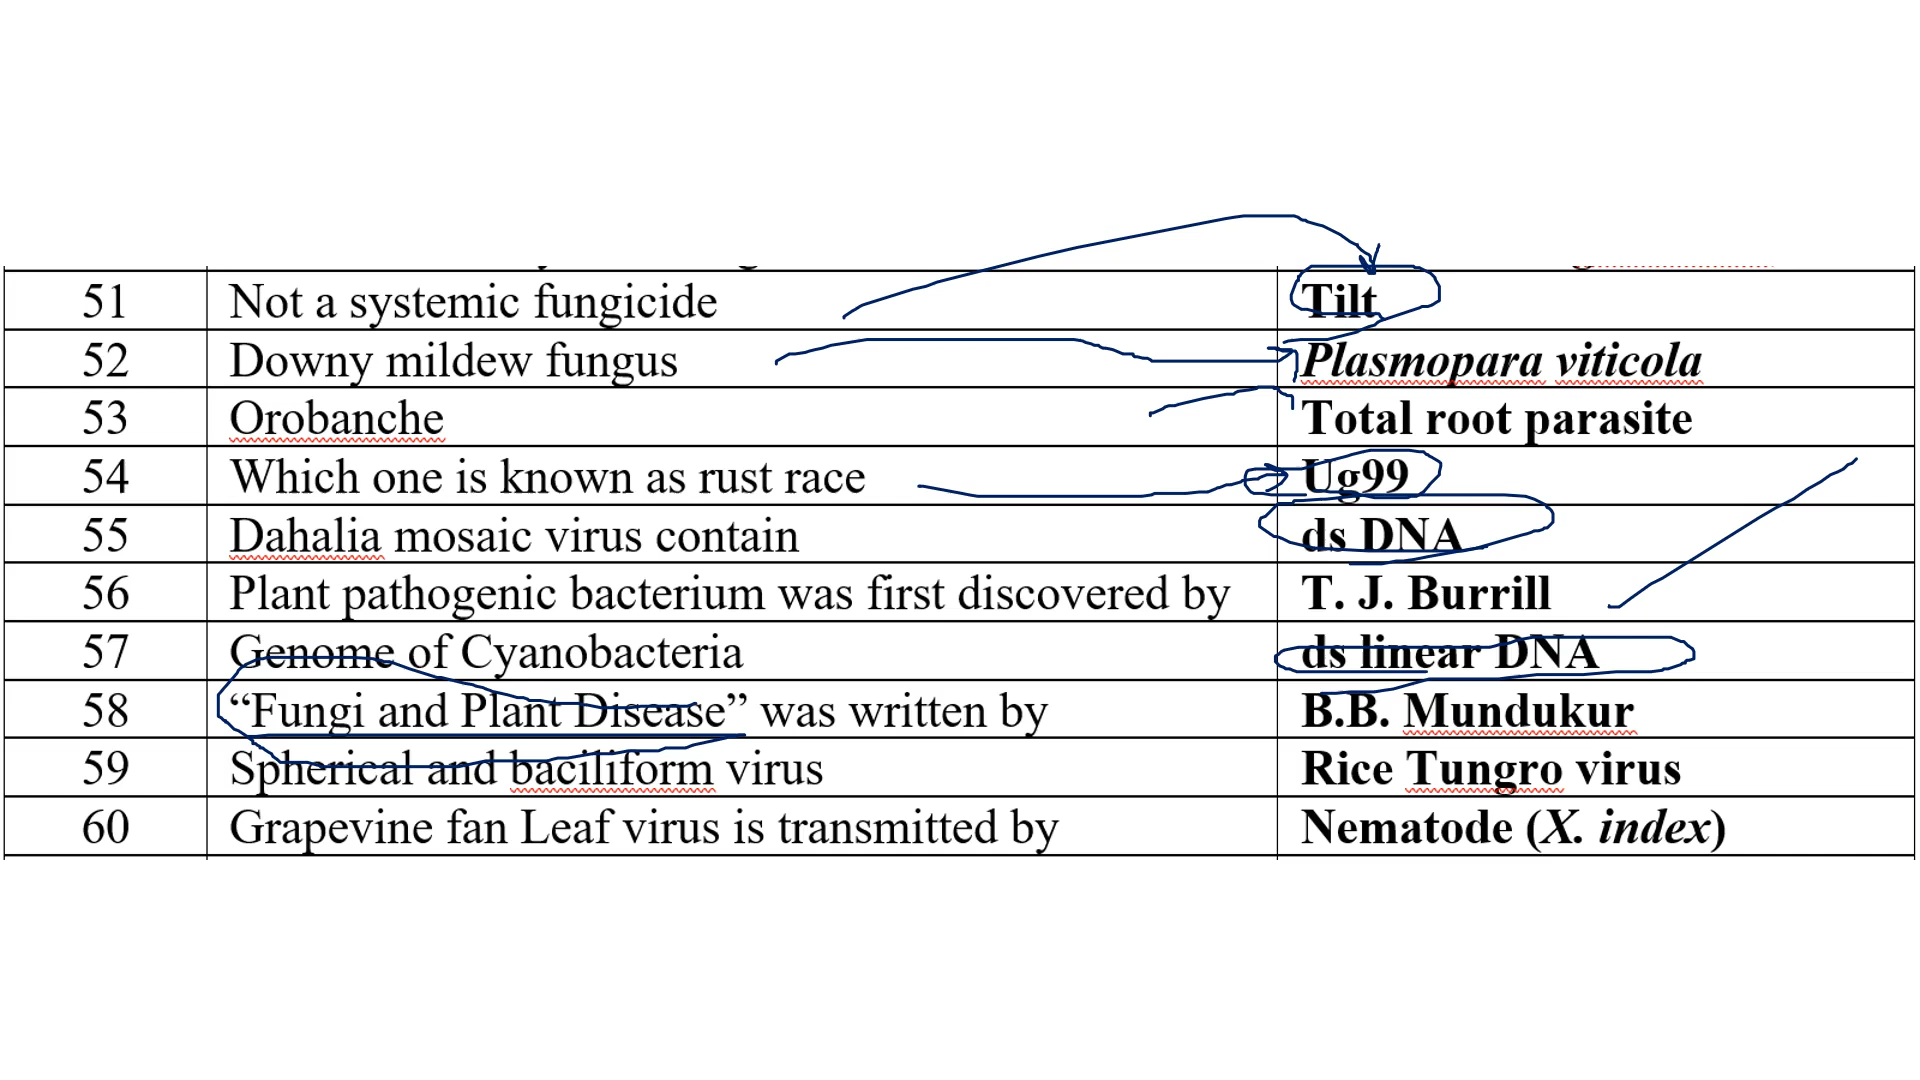 51 Not a systemic fungicide Tilt
52 Downy mildew fungus Plasmopara viticola
53 Orobanche Total root parasite
54 Which one is known as rust race Ug99
55 Dahalia mosaic virus contain ds DNA
56 Plant pathogenic bacterium was first discovered by T. J. Burrill
57 Genome of Cyanobacteria ds linear DNA
58 “Fungi and Plant Disease” was written by B.B. Mundukur
59 Spherical and baciliform virus Rice Tungro virus
60 Grapevine fan Leaf virus is transmitted by Nematode (X. index)